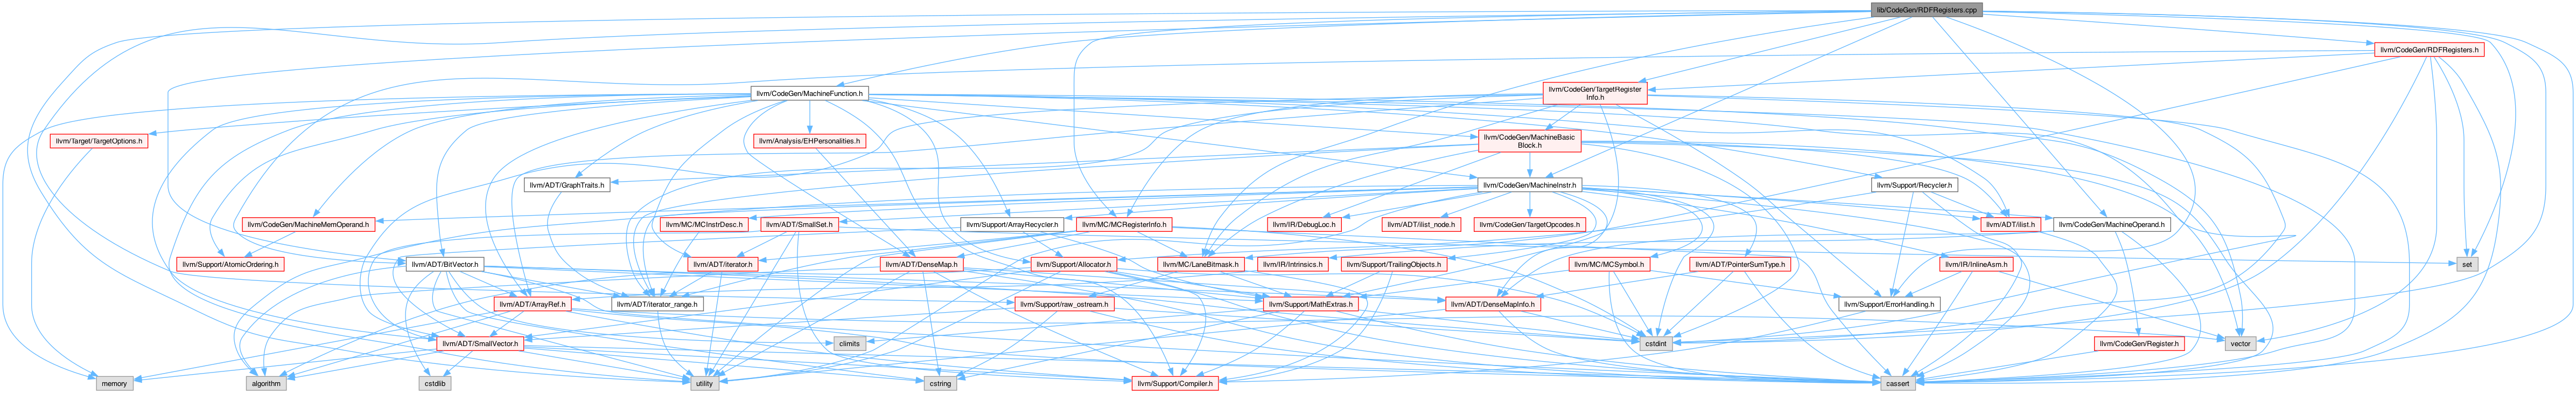 lib/CodeGen/RDFRegisters.cpp
llvm/CodeGen/RDFRegisters.h
llvm/CodeGen/MachineFunction.h
llvm/CodeGen/TargetRegister
Info.h
llvm/Target/TargetOptions.h
llvm/Analysis/EHPersonalities.h
llvm/CodeGen/MachineBasic
Block.h
llvm/ADT/GraphTraits.h
llvm/CodeGen/MachineInstr.h
llvm/Support/Recycler.h
llvm/CodeGen/MachineMemOperand.h
llvm/MC/MCInstrDesc.h
llvm/ADT/SmallSet.h
llvm/Support/ArrayRecycler.h
llvm/MC/MCRegisterInfo.h
llvm/IR/DebugLoc.h
llvm/ADT/ilist_node.h
llvm/CodeGen/TargetOpcodes.h
llvm/ADT/ilist.h
llvm/CodeGen/MachineOperand.h
llvm/Support/AtomicOrdering.h
llvm/ADT/BitVector.h
llvm/ADT/iterator.h
llvm/ADT/DenseMap.h
llvm/Support/Allocator.h
llvm/MC/LaneBitmask.h
llvm/IR/Intrinsics.h
llvm/Support/TrailingObjects.h
llvm/MC/MCSymbol.h
llvm/ADT/PointerSumType.h
llvm/IR/InlineAsm.h
set
llvm/ADT/ArrayRef.h
llvm/ADT/iterator_range.h
llvm/Support/raw_ostream.h
llvm/Support/MathExtras.h
llvm/ADT/DenseMapInfo.h
llvm/Support/ErrorHandling.h
llvm/ADT/SmallVector.h
climits
cstdint
llvm/CodeGen/Register.h
vector
memory
algorithm
cstdlib
utility
cstring
llvm/Support/Compiler.h
cassert